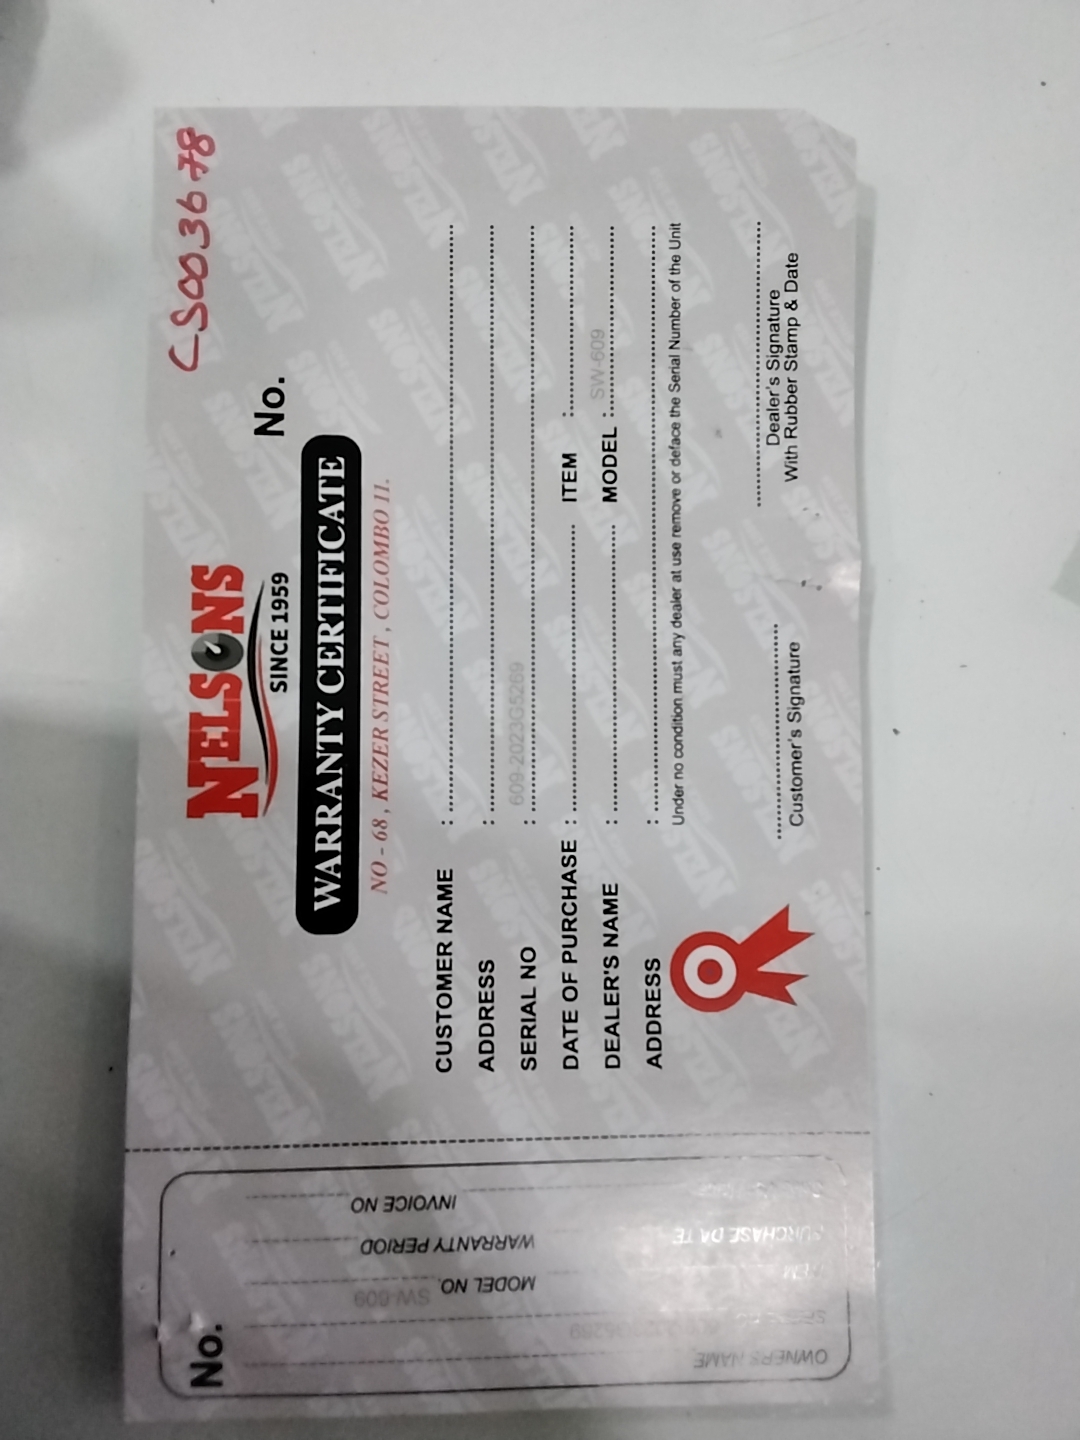 CS003678
NELSONS
SINCE 1959
No.
WARRANTY CERTIFICATE
NO - 68 , KEZER STREET , COLOMBO 11.
CUSTOMER NAME :
ADDRESS :
SERIAL NO : 609-2023G5269
DATE OF PURCHASE : ITEM :
DEALER'S NAME : MODEL : SW-609
ADDRESS :
Under no condition must any dealer at use remove or deface the Serial Number of the Unit
Customer's Signature
Dealer's Signature
With Rubber Stamp & Date
No.
OWNERS NAME
MODEL NO. SW-609
WARRANTY PERIOD
PURCHASE DATE
INVOICE NO